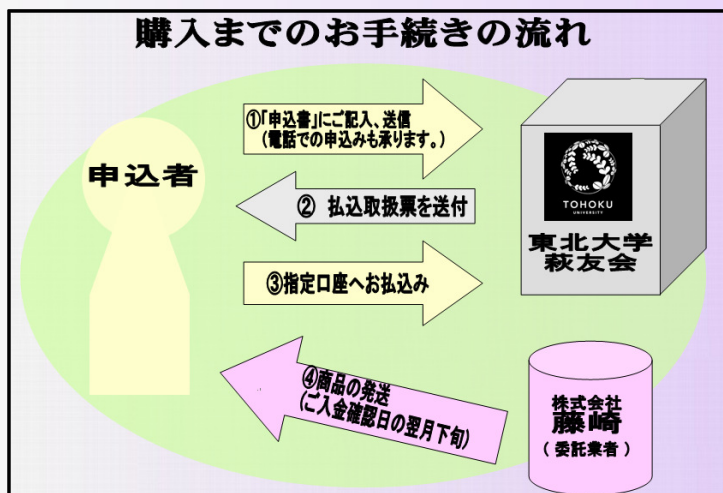 購入までのお手続きの流れ
①「申込書」にご記入、送信
（電話での申込みも承ります。）
申込者
② 払込取扱票を送付
TOHOKU
UNIVERSITY
東北大学
萩友会
③指定口座へお払込み
④商品の発送
(ご入金確認日の翌月下旬)
株式会社
藤崎
（委託業者）